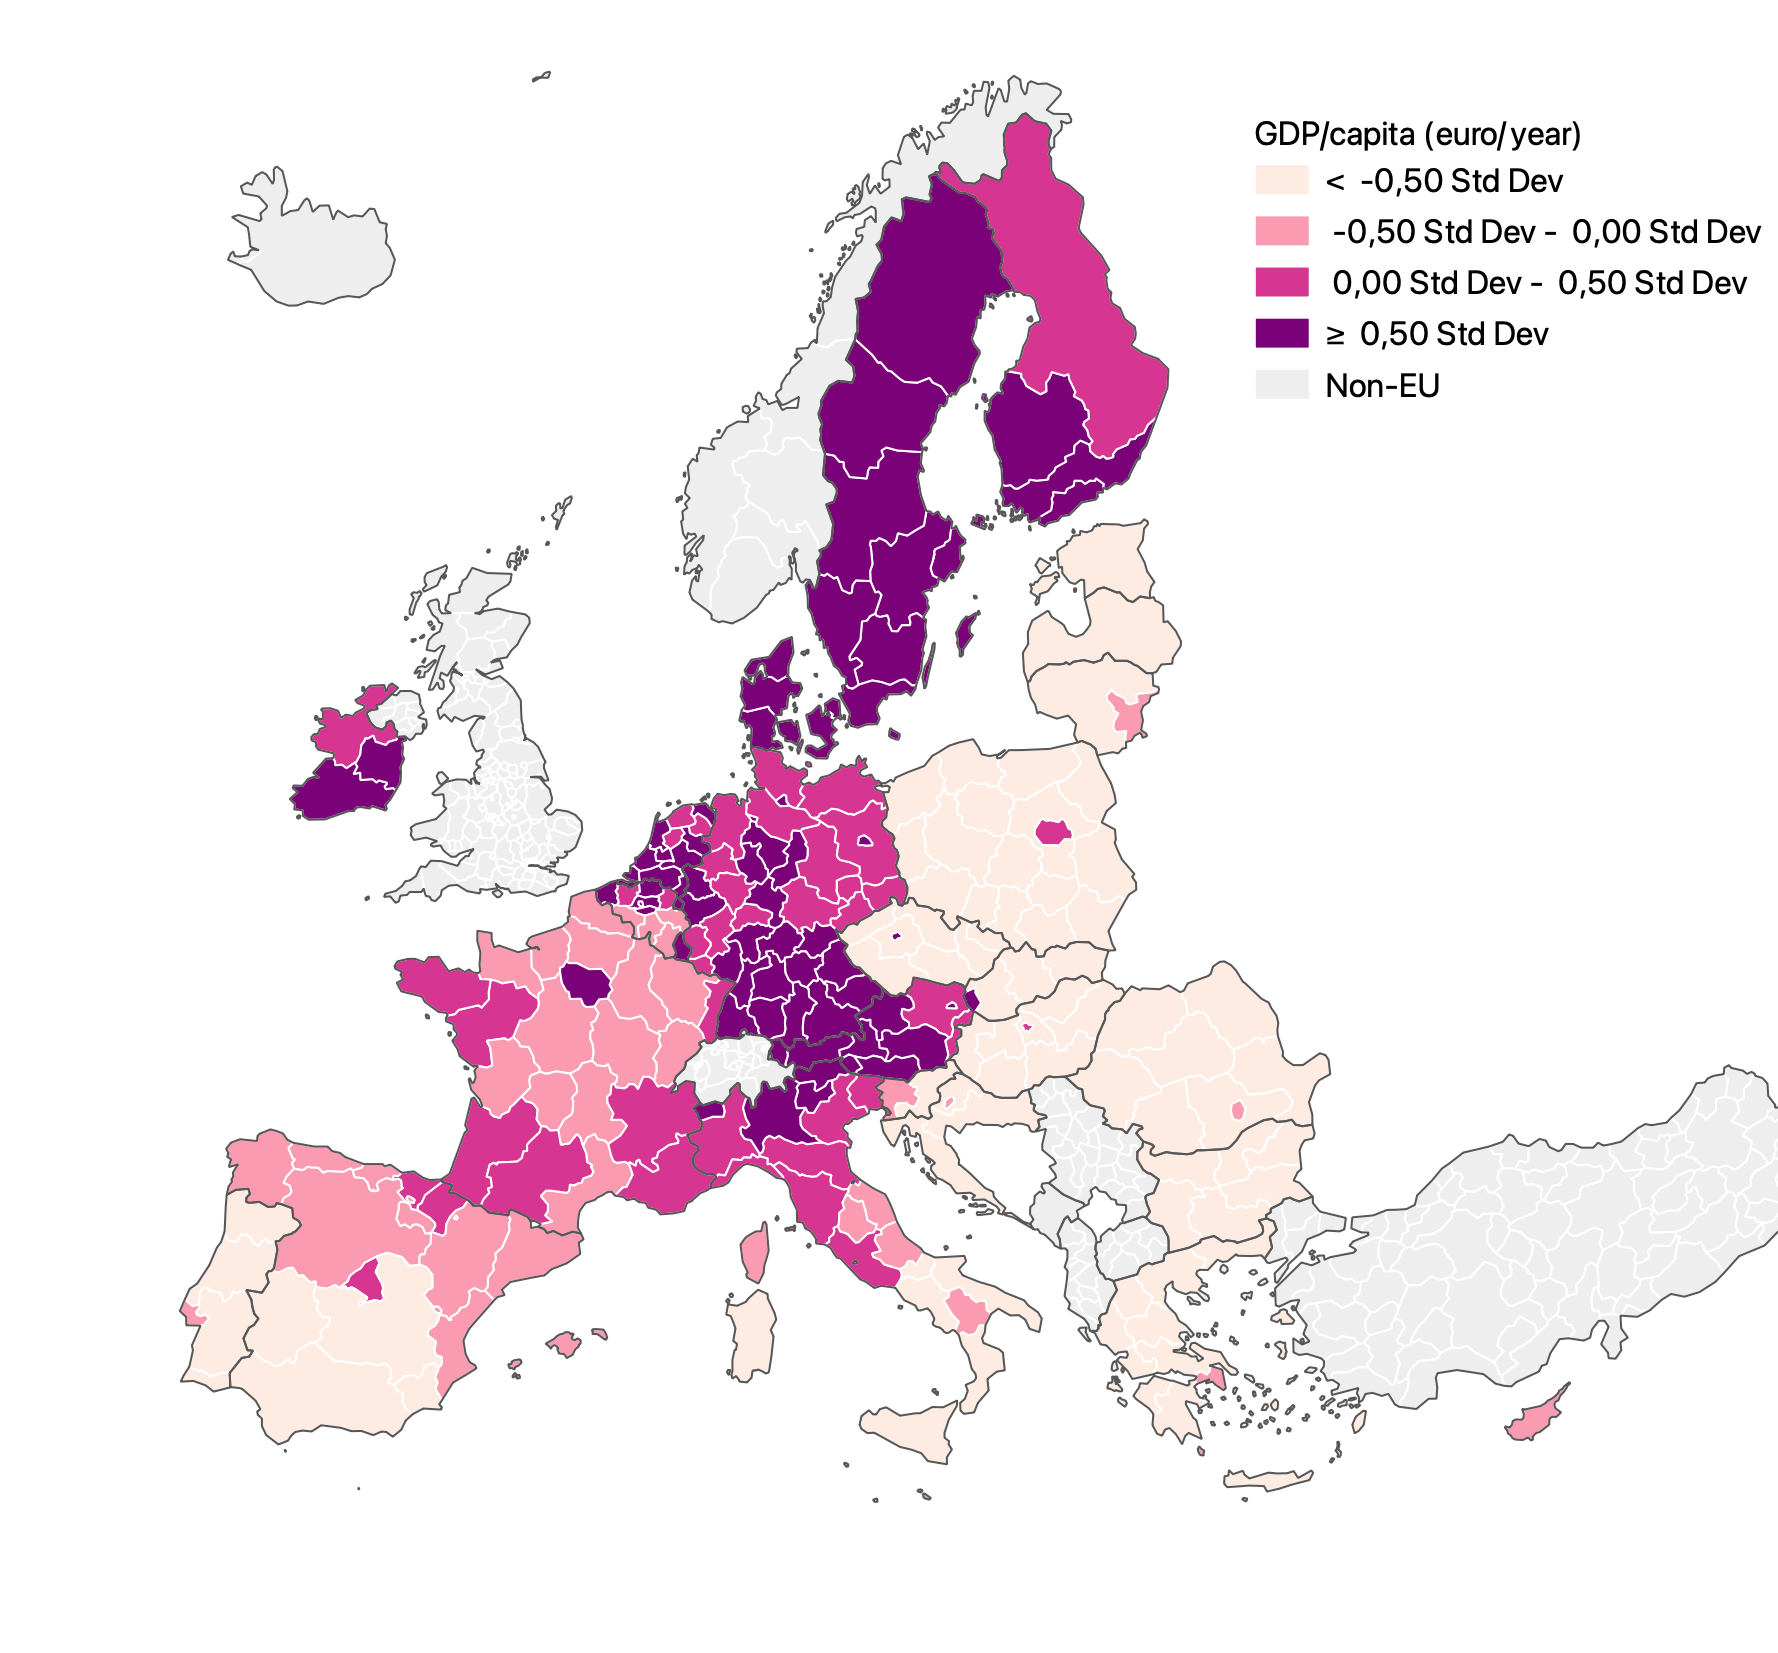 GDP/capita (euro/year)
< -0,50 Std Dev
-0,50 Std Dev - 0,00 Std Dev
0,00 Std Dev - 0,50 Std Dev
≥ 0,50 Std Dev
Non-EU